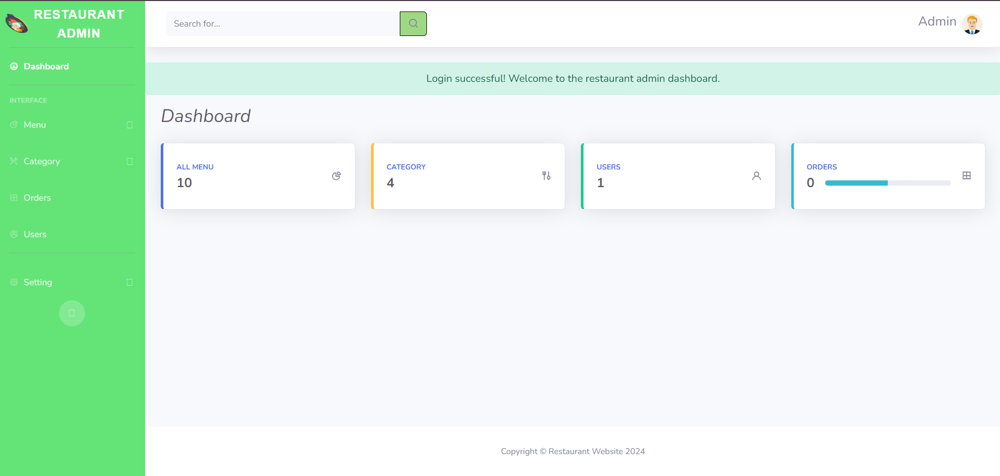 RESTAURANT
ADMIN
Search for...
Admin
Dashboard
Login successful! Welcome to the restaurant admin dashboard.
INTERFACE
Menu
Category
Orders
Users
Setting
Dashboard
ALL MENU
10
CATEGORY
4
USERS
1
ORDERS
0
Copyright © Restaurant Website 2024